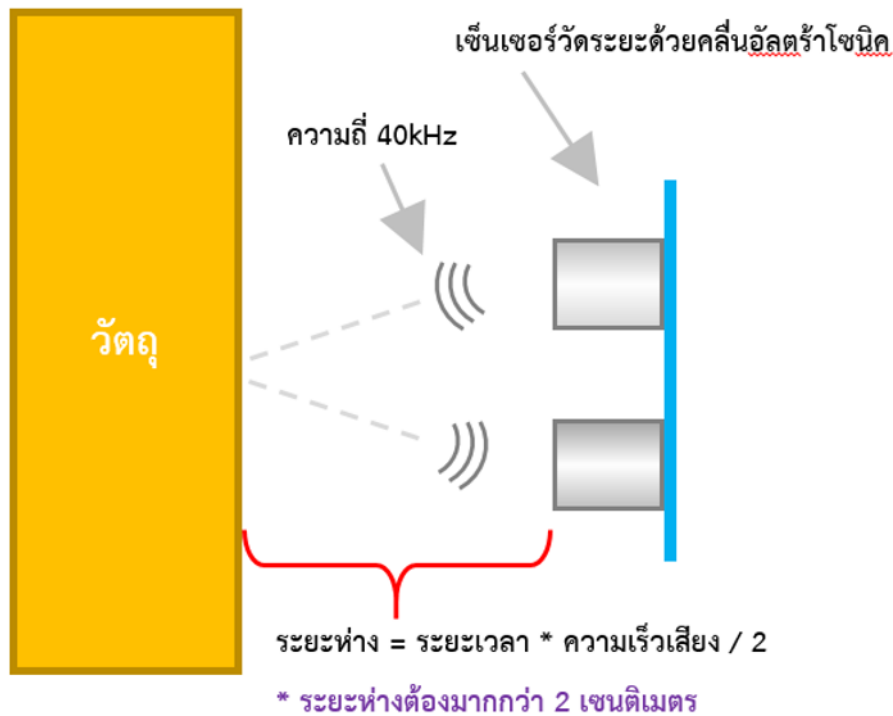 เซ็นเซอร์วัดระยะด้วยคลื่นอัลตร้าโซนิค
ความถี่ 40kHz
วัตถุ
ระยะห่าง = ระยะเวลา * ความเร็วเสียง / 2
* ระยะห่างต้องมากกว่า 2 เซนติเมตร